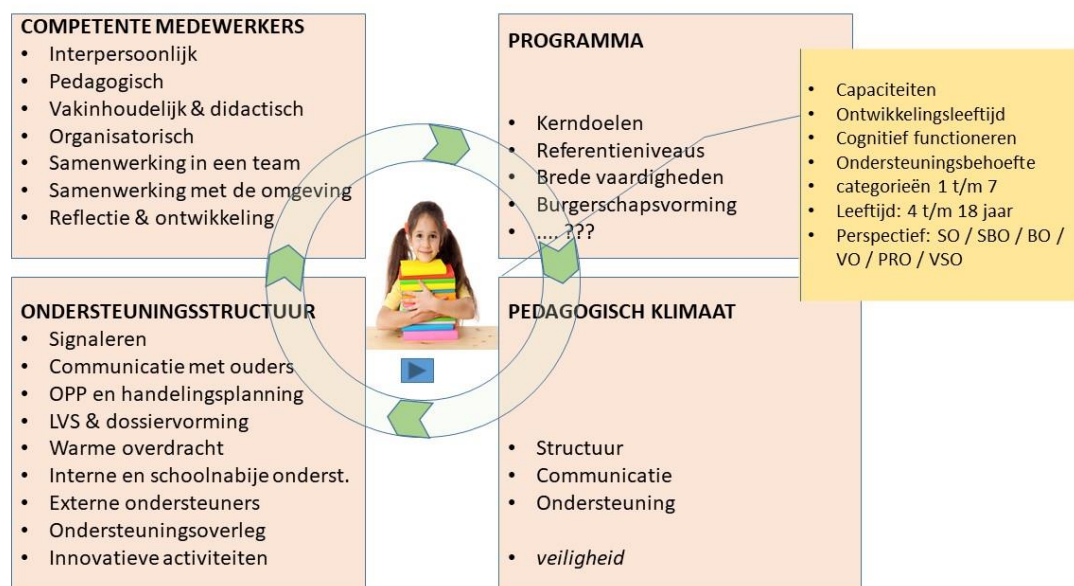 COMPETENTE MEDEWERKERS
• Interpersoonlijk
• Pedagogisch
• Vakinhoudelijk & didactisch
• Organisatorisch
• Samenwerking in een team
• Samenwerking met de omgeving
• Reflectie & ontwikkeling
PROGRAMMA
• Kerndoelen
• Referentieniveaus
• Brede vaardigheden
• Burgerschapsvorming
• .... ???
• Capaciteiten
• Ontwikkelingsleeftijd
• Cognitief functioneren
• Ondersteuningsbehoefte
• categorieën 1 t/m 7
• Leeftijd: 4 t/m 18 jaar
• Perspectief: SO / SBO / BO /
VO / PRO / VSO
ONDERSTEUNINGSSTRUCTUUR
• Signaleren
• Communicatie met ouders
• OPP en handelingsplanning
• LVS & dossiervorming
• Warme overdracht
• Interne en schoolnabije onderst.
• Externe ondersteuners
• Ondersteuningsoverleg
• Innovatieve activiteiten
PEDAGOGISCH KLIMAAT
• Structuur
• Communicatie
• Ondersteuning
• veiligheid